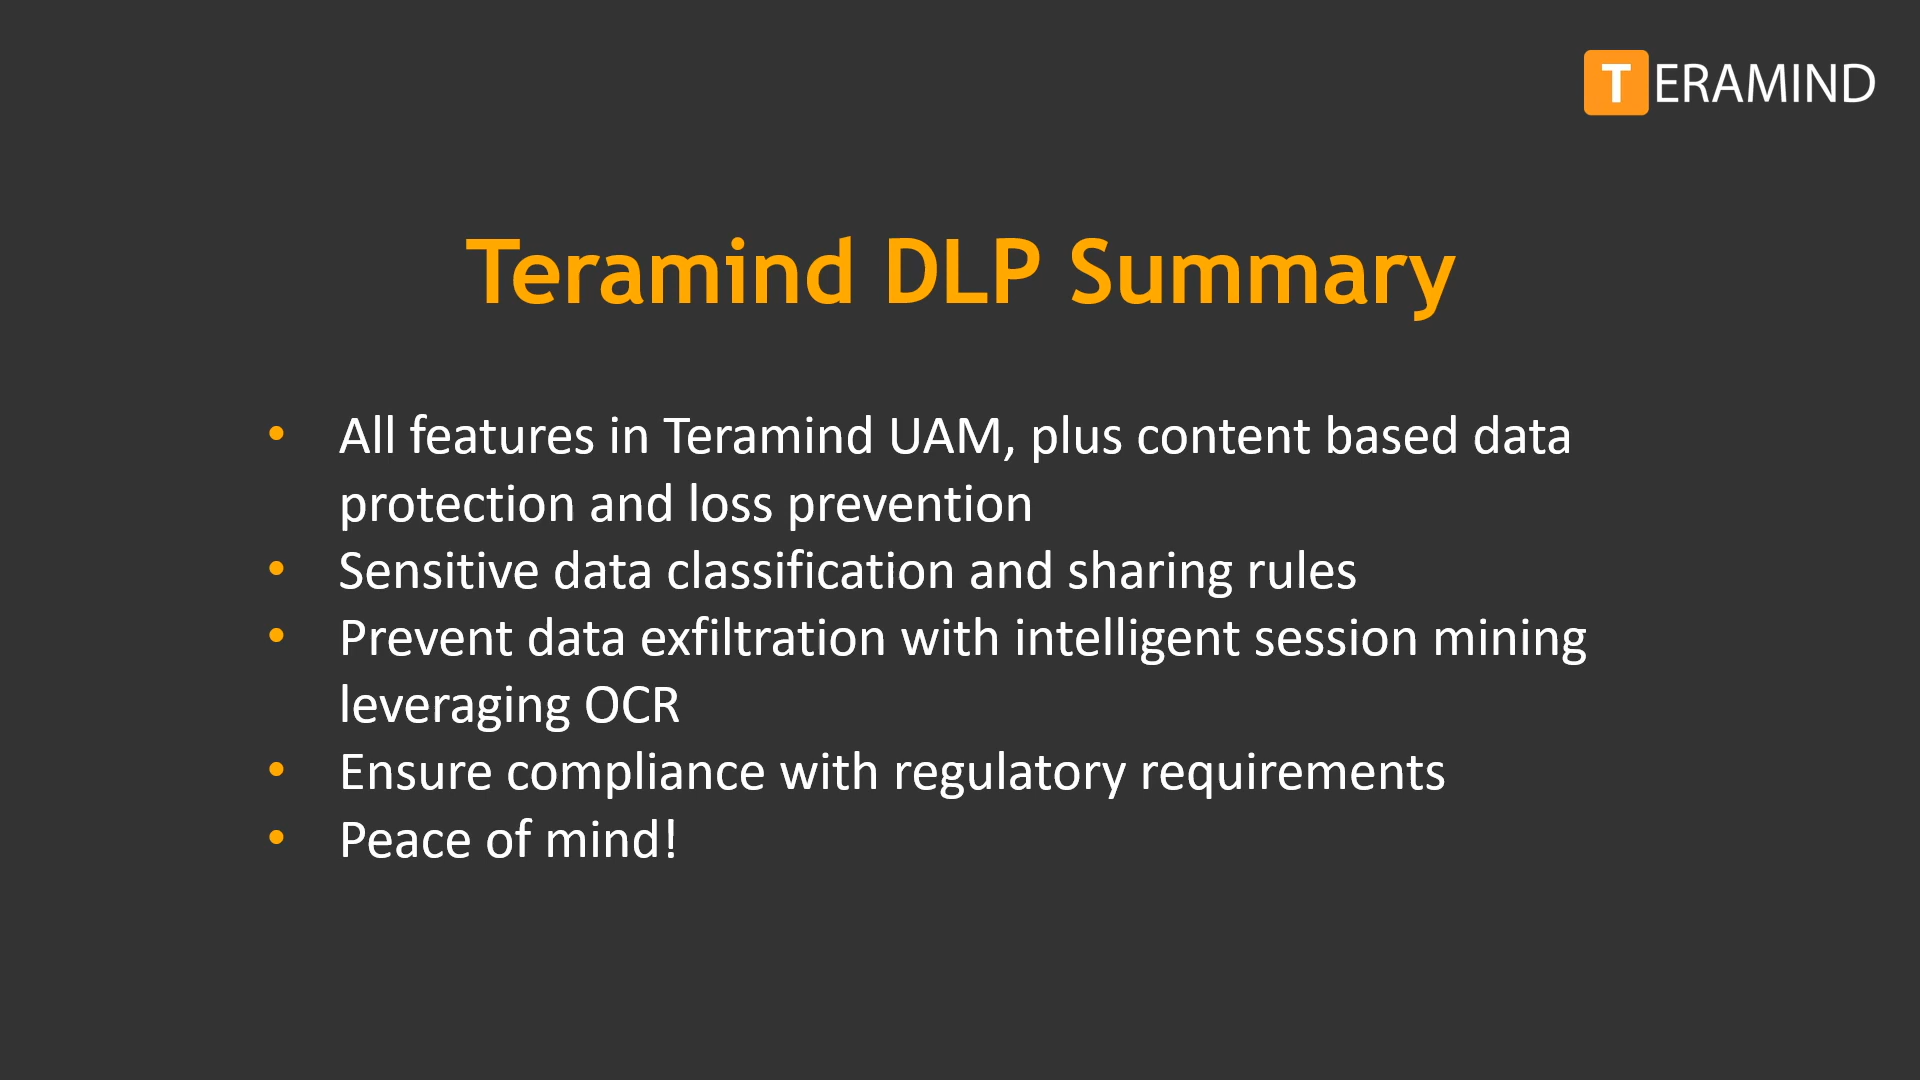 TERAMIND
Teramind DLP Summary
• All features in Teramind UAM, plus content based data
protection and loss prevention
• Sensitive data classification and sharing rules
• Prevent data exfiltration with intelligent session mining
leveraging OCR
• Ensure compliance with regulatory requirements
• Peace of mind!